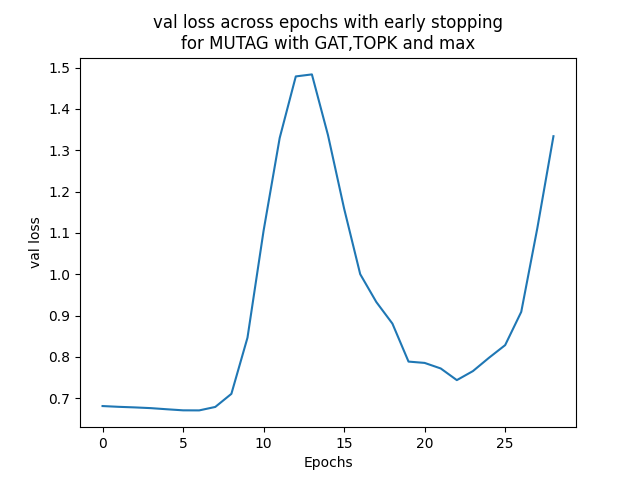 val loss across epochs with early stopping
for MUTAG with GAT,TOPK and max
1.5
1.4
1.3
1.2
1.1
1.0
0.9
0.8
0.7
val loss
0 5 10 15 20 25
Epochs